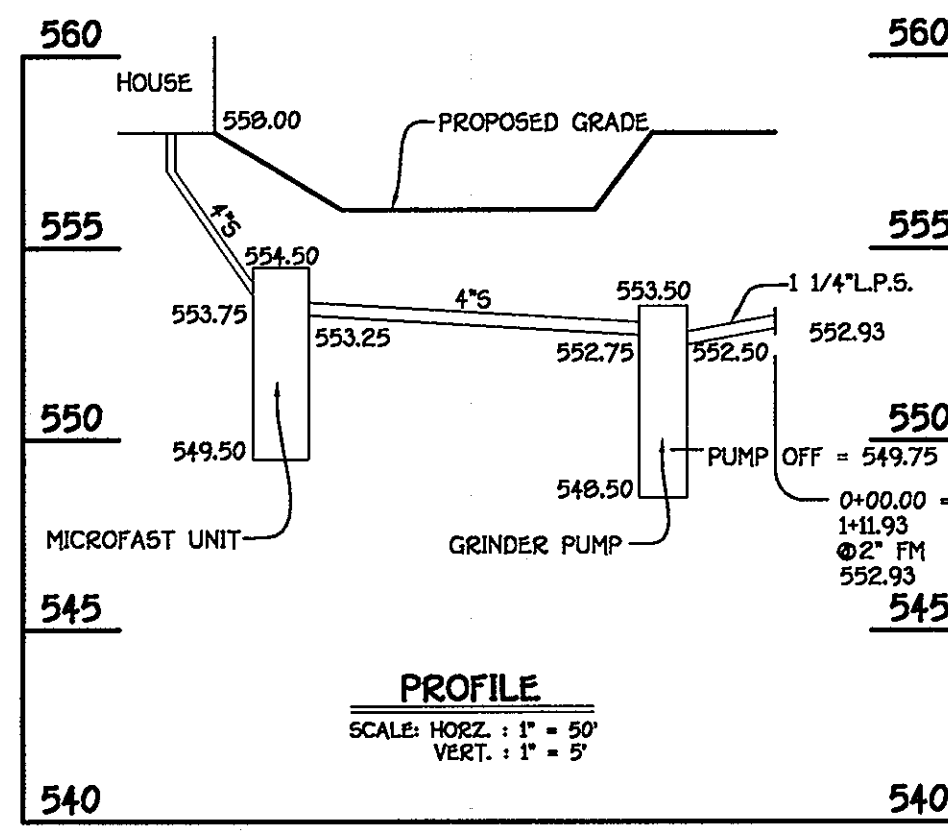 560
560
HOUSE
558.00
PROPOSED GRADE
4"S
555
555
554.50
1 1/4"L.P.S.
553.75
4"S
553.50
553.25
552.75
552.50
552.93
550
550
549.50
PUMP OFF = 549.75
548.50
0+00.00 =
1+11.93
@2" FM
552.93
MICROFAST UNIT
GRINDER PUMP
545
545
PROFILE
SCALE: HORZ. : 1" = 50'
VERT. : 1" = 5'
540
540